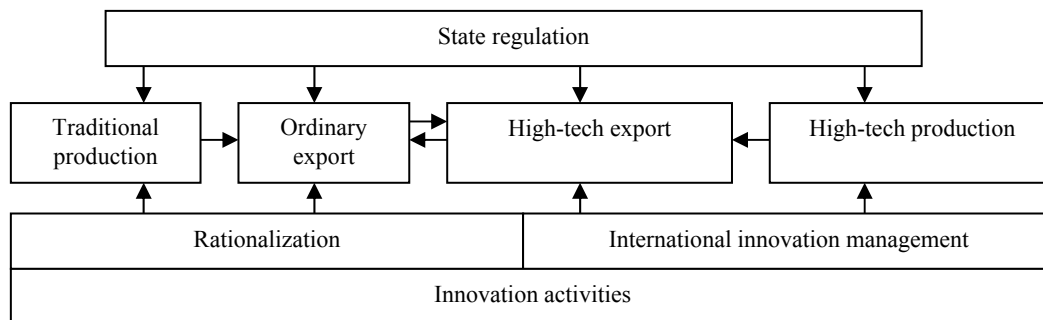 State regulation
Traditional
production
Ordinary
export
High-tech export
High-tech production
Rationalization
International innovation management
Innovation activities